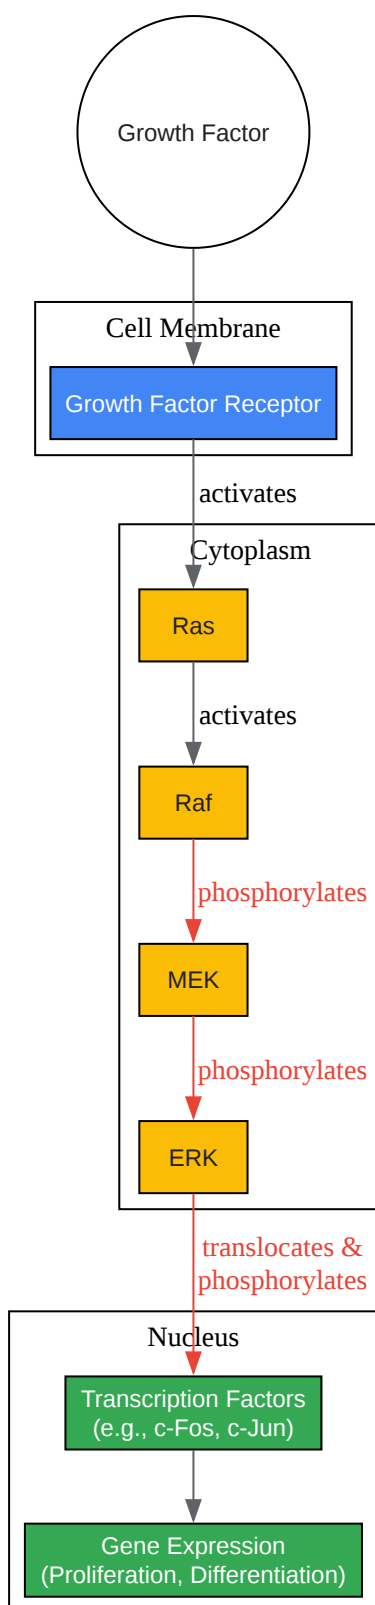 Growth Factor
Cell Membrane
Growth Factor Receptor
activates
Cytoplasm
Ras
activates
Raf
phosphorylates
MEK
phosphorylates
ERK
translocates &
phosphorylates
Nucleus
Transcription Factors
(e.g., c-Fos, c-Jun)
Gene Expression
(Proliferation, Differentiation)